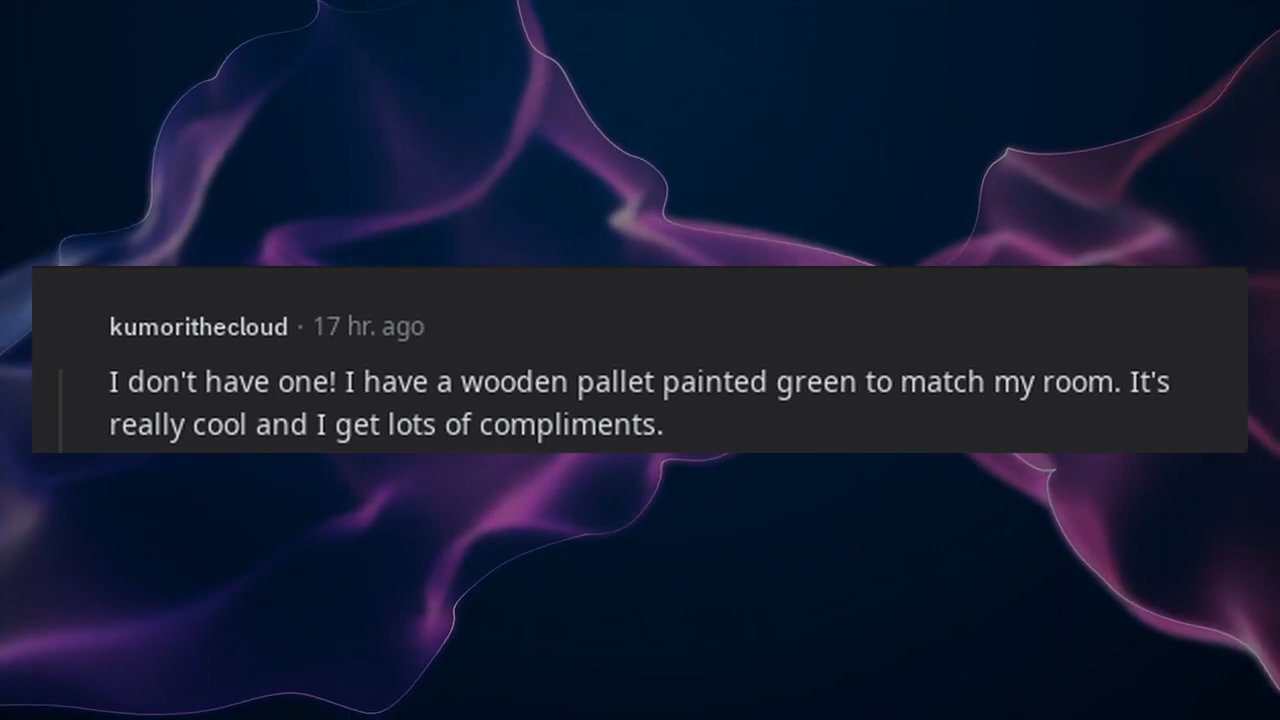 kumorithecloud · 17 hr. ago
I don't have one! I have a wooden pallet painted green to match my room. It's
really cool and I get lots of compliments.